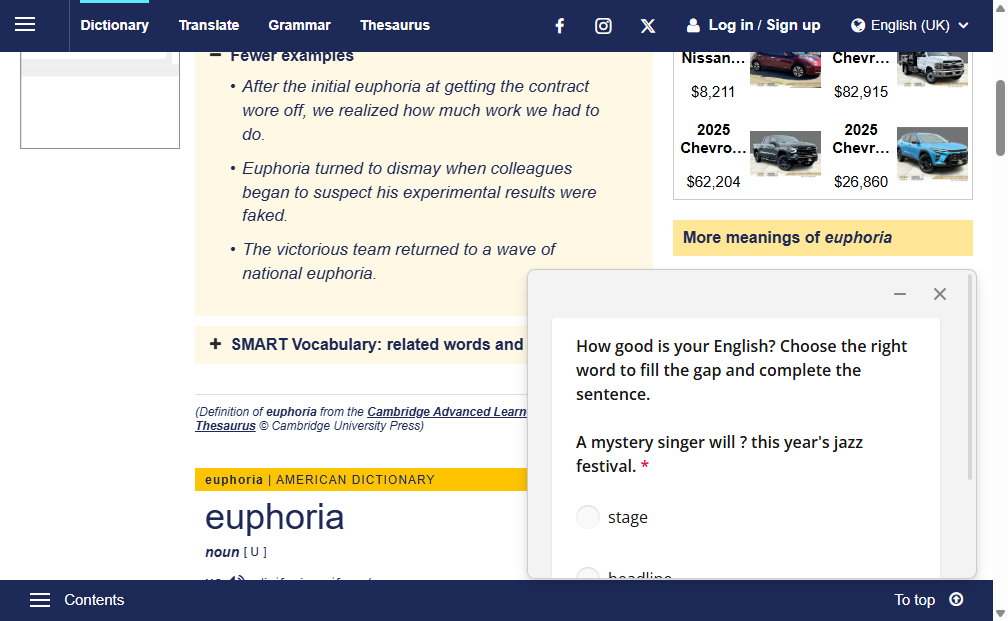 Dictionary Translate Grammar Thesaurus Log in / Sign up English (UK)
Fewer examples
• After the initial euphoria at getting the contract
wore off, we realized how much work we had to
do.
• Euphoria turned to dismay when colleagues
began to suspect his experimental results were
faked.
• The victorious team returned to a wave of
national euphoria.
+ SMART Vocabulary: related words and
(Definition of euphoria from the Cambridge Advanced Learn
Thesaurus © Cambridge University Press)
euphoria | AMERICAN DICTIONARY
euphoria
noun [ U ]
Nissan...
$8,211
Chevr...
$82,915
2025
Chevro...
$62,204
2025
Chevr...
$26,860
More meanings of euphoria
How good is your English? Choose the right
word to fill the gap and complete the
sentence.
A mystery singer will ? this year's jazz
festival. *
stage
headline
Contents
To top